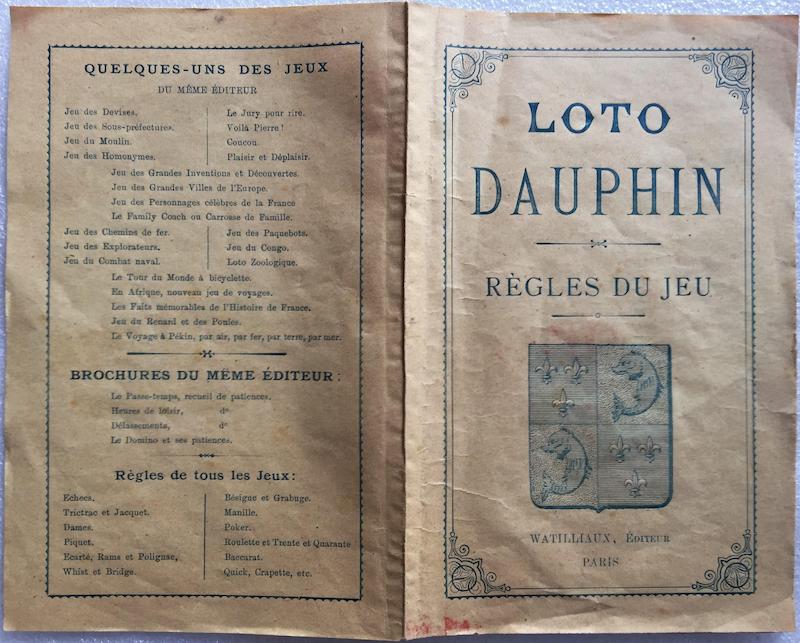 QUELQUES-UNS DES JEUX
DU MÊME ÉDITEUR
Jeu des Devises.
Jeu des Sous-préfectures.
Jeu du Moulin.
Jeu des Homonymes.
Le Jury pour rire.
Voilà Pierre!
Coucou.
Plaisir et Déplaisir.
Jeu des Grandes Inventions et Découvertes.
Jeu des Grandes Villes de l'Europe.
Jeu des Personnages célèbres de la France
Le Family Coach ou Carrosse de Famille.
Jeu des Chemins de fer.
Jeu des Explorateurs.
Jeu du Combat naval.
Jeu des Paquebots.
Jeu du Congo.
Loto Zoologique.
Le Tour du Monde à bicyclette.
En Afrique, nouveau jeu de voyages.
Les Faits mémorables de l'Histoire de France.
Jeu du Renard et des Poules.
Le Voyage à Pékin, par air, par fer, par terre, par mer.
BROCHURES DU MÊME ÉDITEUR:
Le Passe-temps, recueil de patiences.
Heures de loisir, do
Délassements, do
Le Domino et ses patiences.
Règles de tous les Jeux:
Echecs.
Trictrac et Jacquet.
Dames.
Piquet.
Ecarté, Rams et Polignac,
Whist et Bridge.
Bésigue et Grabuge.
Manille.
Poker.
Roulette et Trente et Quarante
Baccarat.
Quick, Crapette, etc.
LOTO
DAUPHIN
RÈGLES DU JEU
WATILLIAUX, ÉDITEUR
PARIS